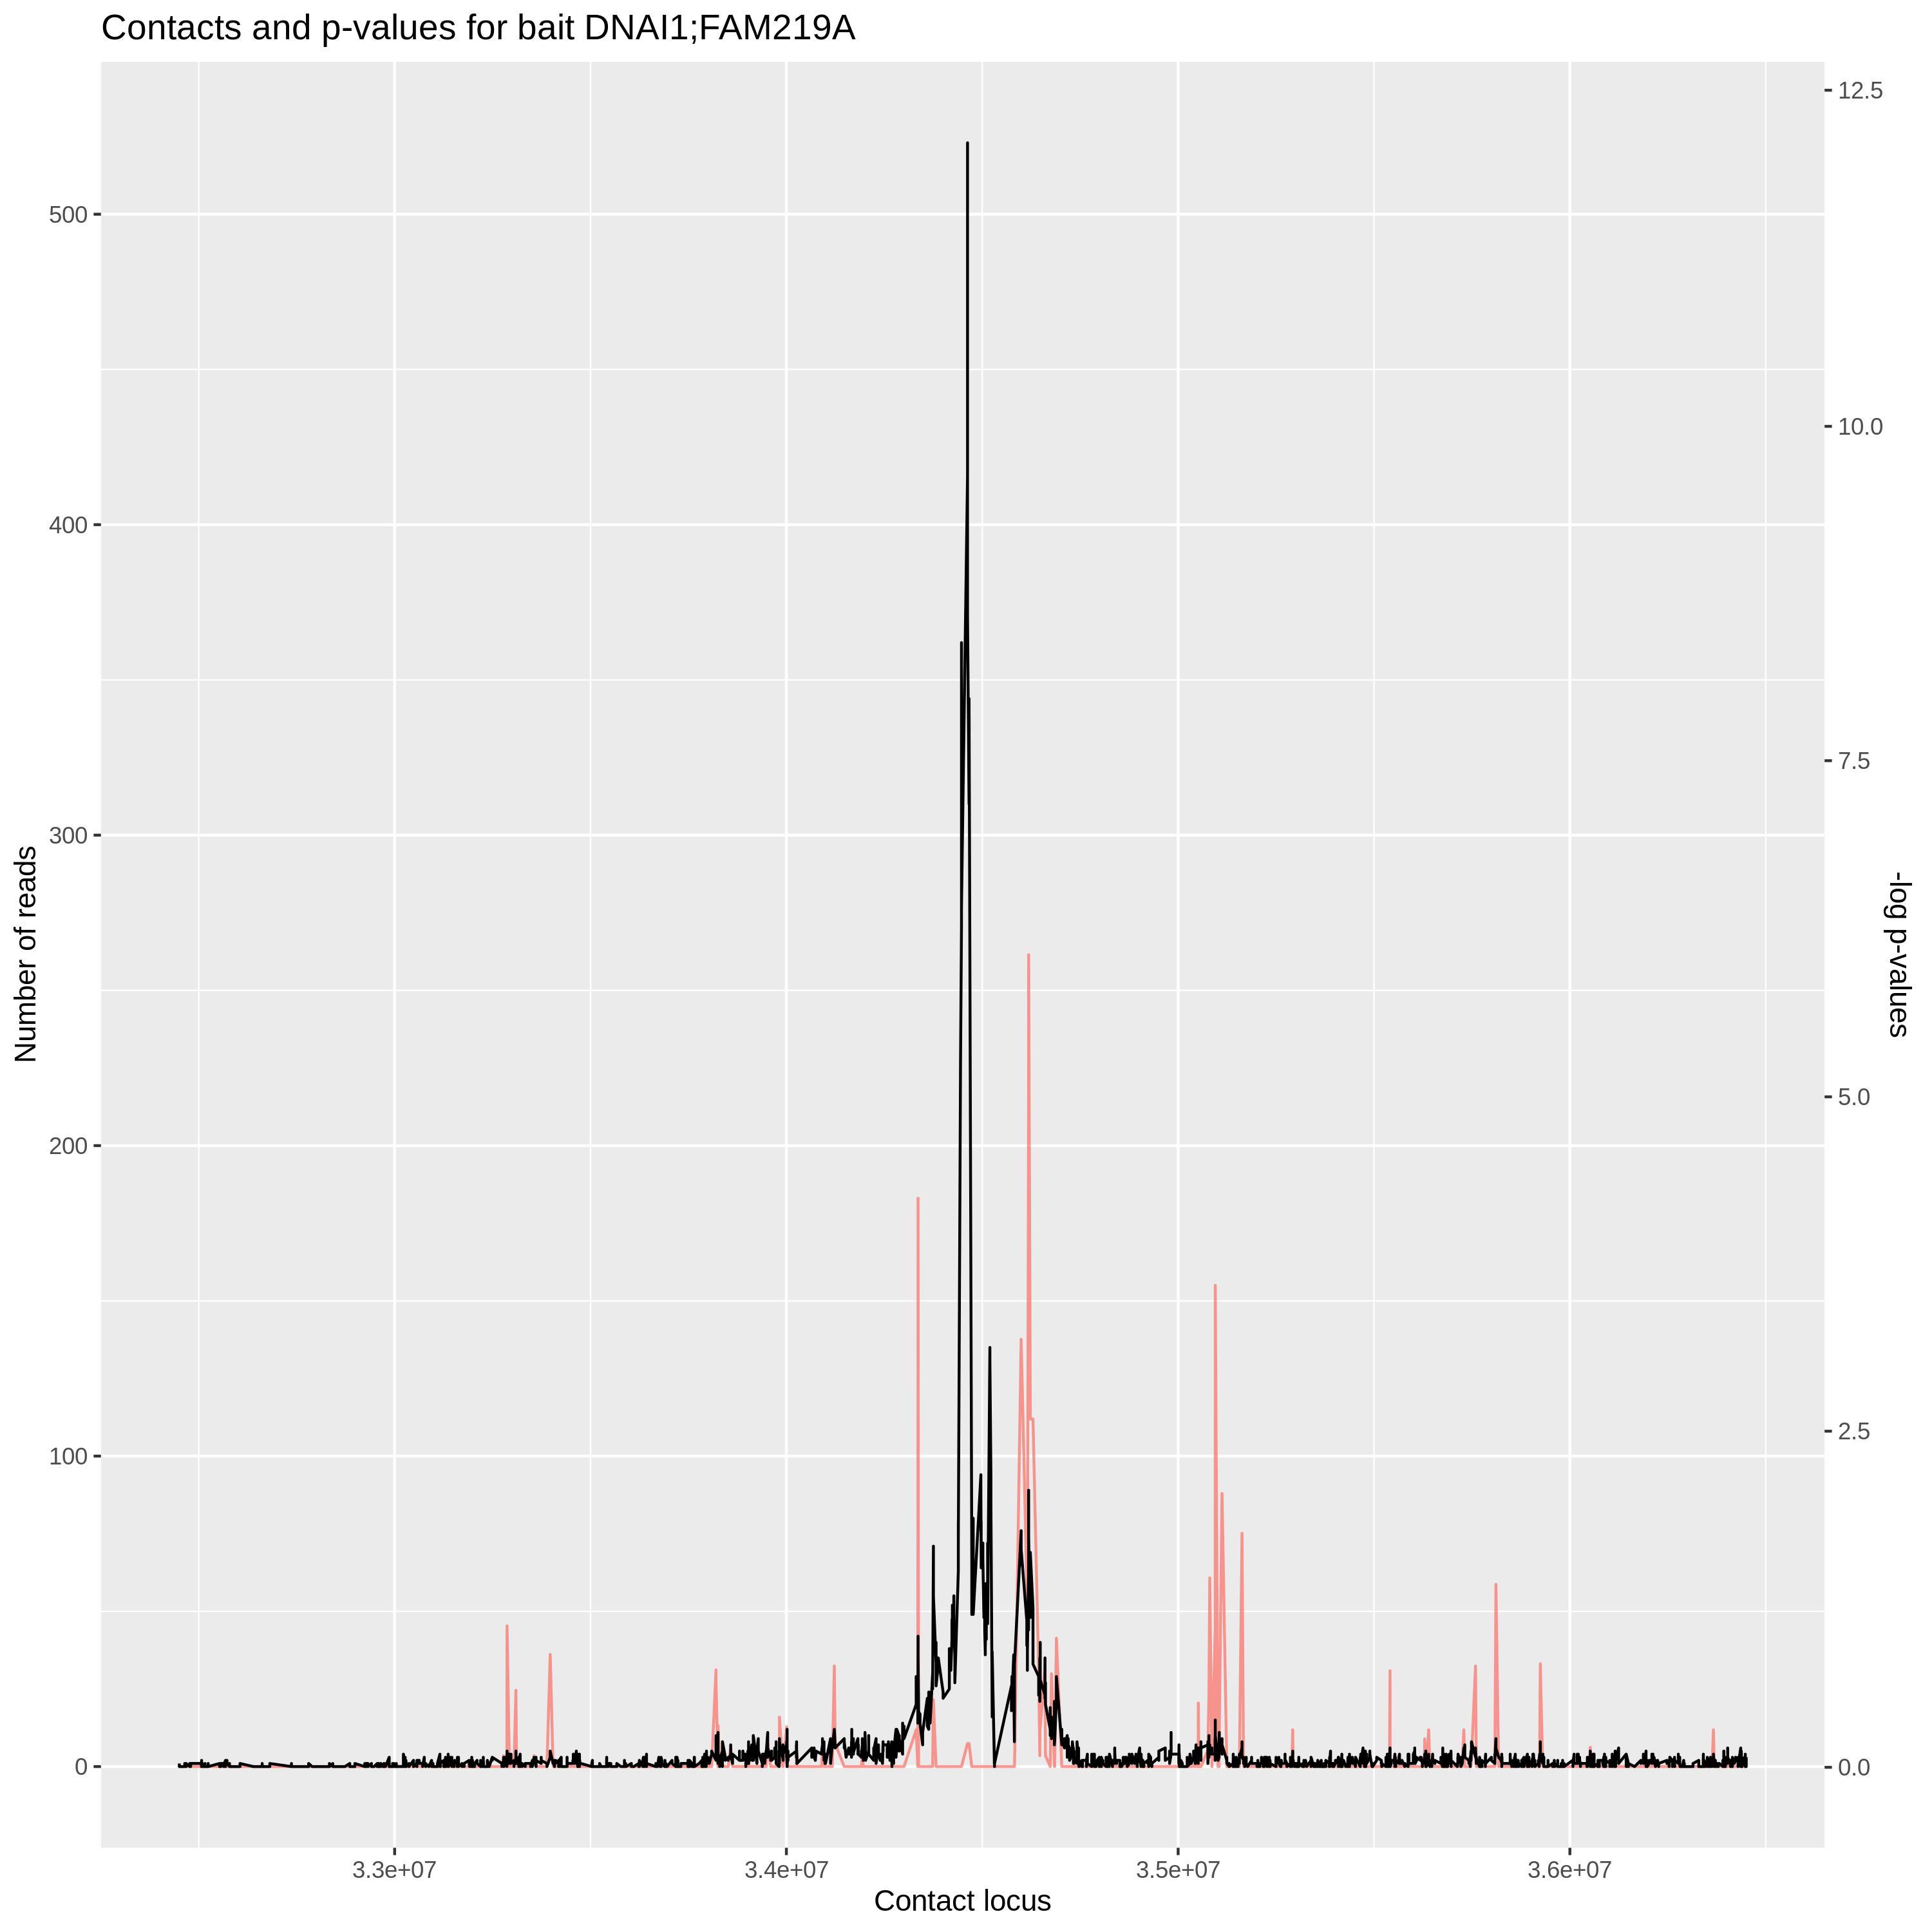 Contacts and p-values for bait DNAI1;FAM219A
12.5
500
10.0
400
7.5
300
Number of reads
-log p-values
5.0
200
2.5
100
0
0.0
3.3e+07
3.4e+07
3.5e+07
3.6e+07
Contact locus